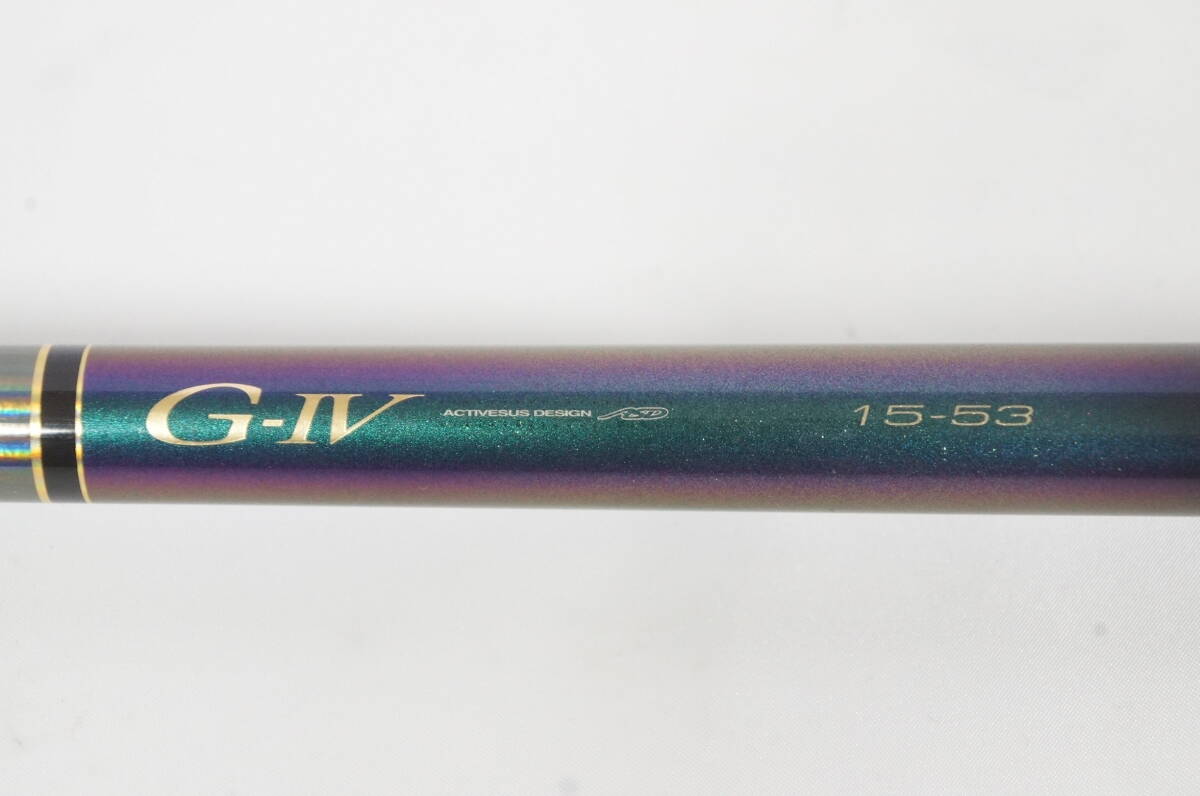 G-IV ACTIVESUS DESIGN 15-53